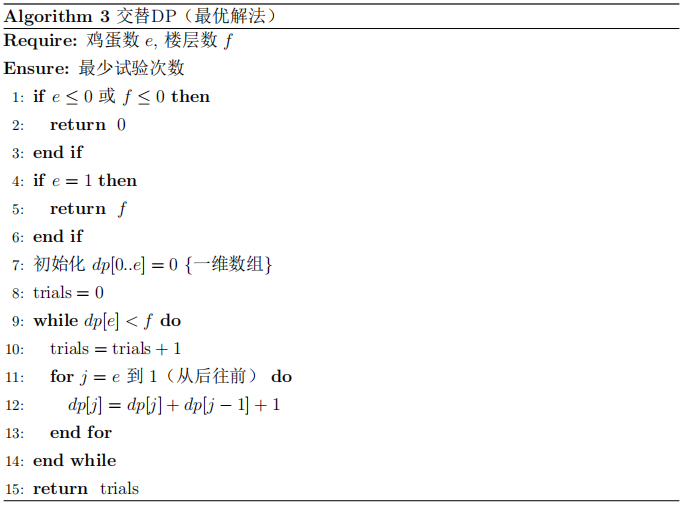 Algorithm 3 交替DP（最优解法）
Require: 鸡蛋数 e, 楼层数 f
Ensure: 最少试验次数
1: if e ≤ 0 或 f ≤ 0 then
2: return 0
3: end if
4: if e = 1 then
5: return f
6: end if
7: 初始化 dp[0..e] = 0 {一维数组}
8: trials = 0
9: while dp[e] < f do
10: trials = trials + 1
11: for j = e 到 1（从后往前） do
12: dp[j] = dp[j] + dp[j − 1] + 1
13: end for
14: end while
15: return trials